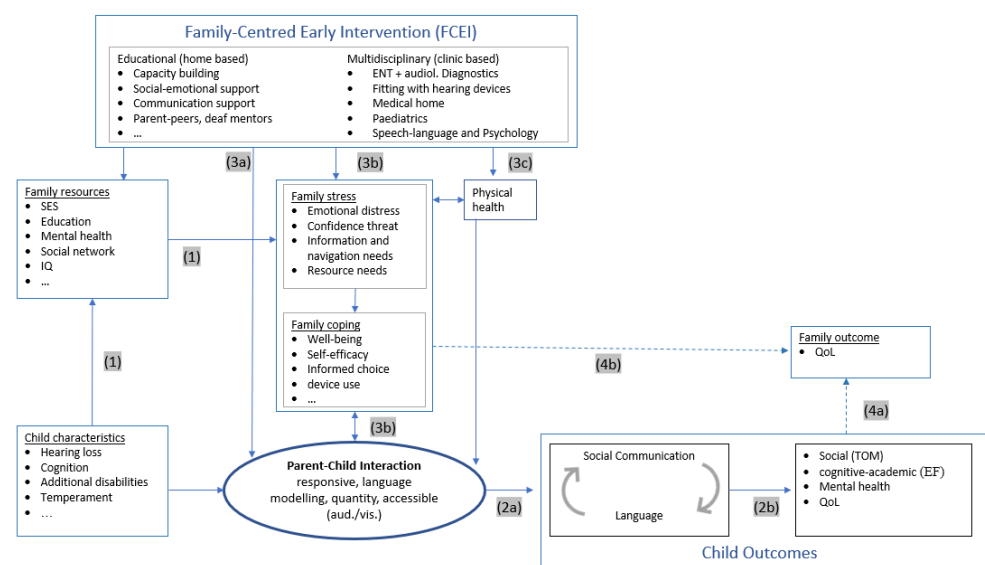 Family-Centred Early Intervention (FCEI)
Educational (home based)
• Capacity building
• Social-emotional support
• Communication support
• Parent-peers, deaf mentors
• ...
Multidisciplinary (clinic based)
• ENT + audiol. Diagnostics
• Fitting with hearing devices
• Medical home
• Paediatrics
• Speech-language and Psychology
(3a)
(3b)
(3c)
Family resources
• SES
• Education
• Mental health
• Social network
• IQ
• ...
(1)
Family stress
• Emotional distress
• Confidence threat
• Information and
navigation needs
• Resource needs
Physical
health
Family coping
• Well-being
• Self-efficacy
• Informed choice
• device use
• ...
(4b)
Family outcome
• QoL
(1)
(4a)
(3b)
Child characteristics
• Hearing loss
• Cognition
• Additional disabilities
• Temperament
• ...
Parent-Child Interaction
responsive, language
modelling, quantity, accessible
(aud./vis.)
(2a)
Social Communication
Language
(2b)
• Social (TOM)
• cognitive-academic (EF)
• Mental health
• QoL
Child Outcomes